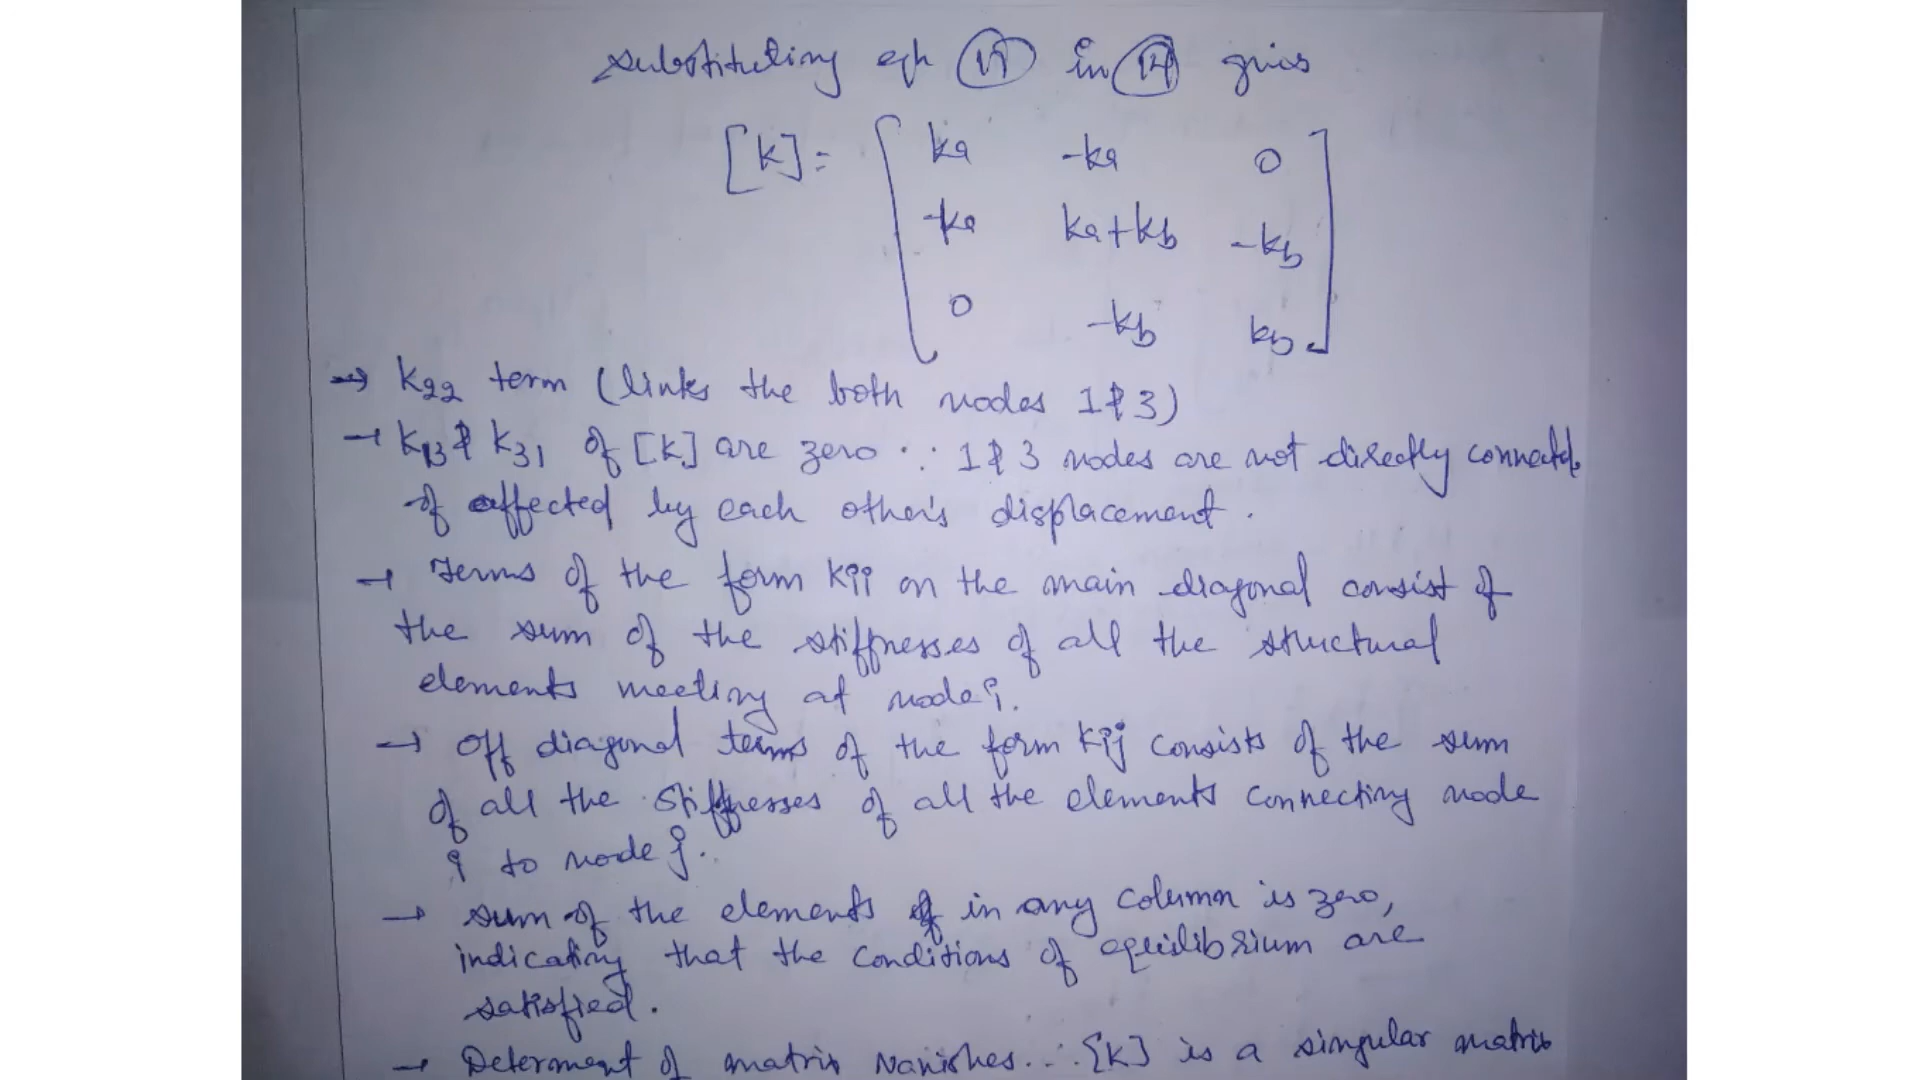 substituting eqn (15) in (14) gives
[k] = [ ka -ka 0
-ka ka+kb -kb
0 -kb kb ]
→ k22 term (links the both nodes 1 & 3)
→ k13 & k31 of [k] are zero ∵ 1 & 3 nodes are not directly connected
affected by each other's displacement.
→ Terms of the form kii on the main diagonal consist of
the sum of the stiffnesses of all the structural
elements meeting at node i.
→ Off diagonal terms of the form kij consists of the sum
of all the stiffnesses of all the elements connecting node
i to node j.
→ sum of the elements in any column is zero,
indicating that the conditions of equilibrium are
satisfied.
→ Determent of matrix vanishes. ∴ [k] is a singular matrix